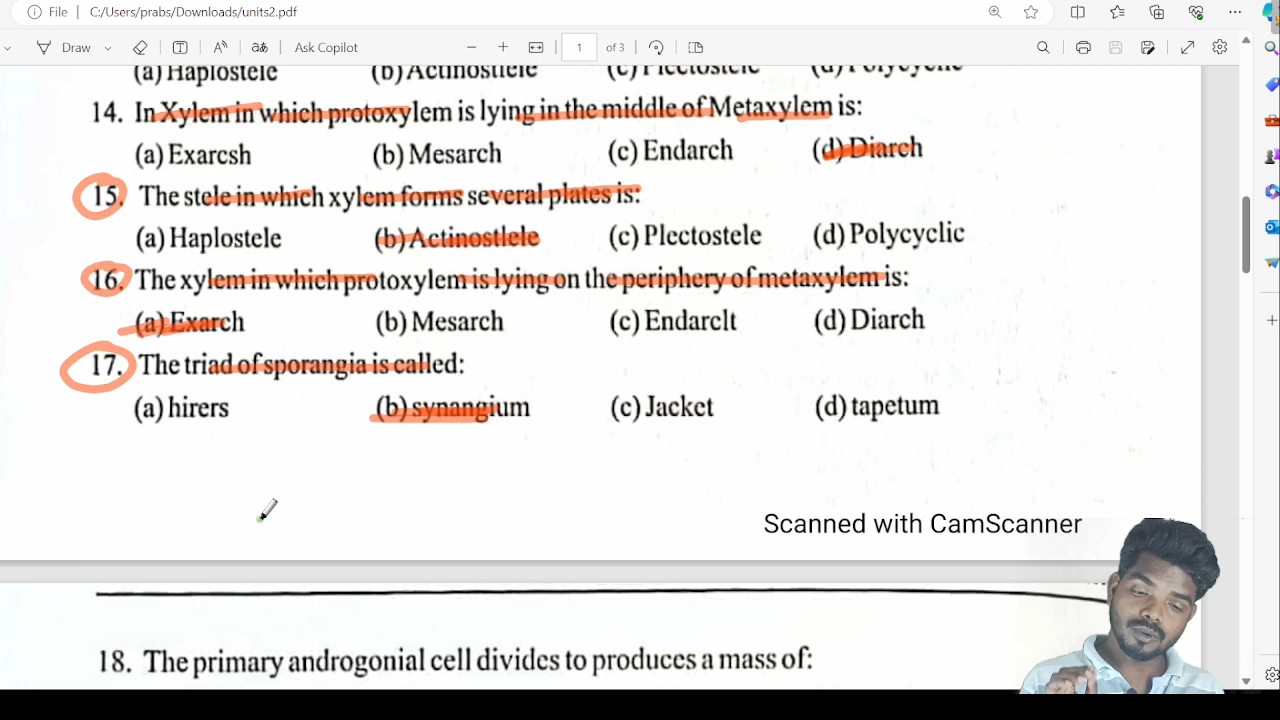 File C:/Users/prabs/Downloads/units2.pdf
Draw Ask Copilot 1 of 3
(a) Haplostele (b) Actinostlele (c) Plectostele (d) Polycyclic
14. In Xylem in which protoxylem is lying in the middle of Metaxylem is:
(a) Exarcsh (b) Mesarch (c) Endarch (d) Diarch
15. The stele in which xylem forms several plates is:
(a) Haplostele (b) Actinostlele (c) Plectostele (d) Polycyclic
16. The xylem in which protoxylem is lying on the periphery of metaxylem is:
(a) Exarch (b) Mesarch (c) Endarclt (d) Diarch
17. The triad of sporangia is called:
(a) hirers (b) synangium (c) Jacket (d) tapetum
Scanned with CamScanner
18. The primary androgonial cell divides to produces a mass of: